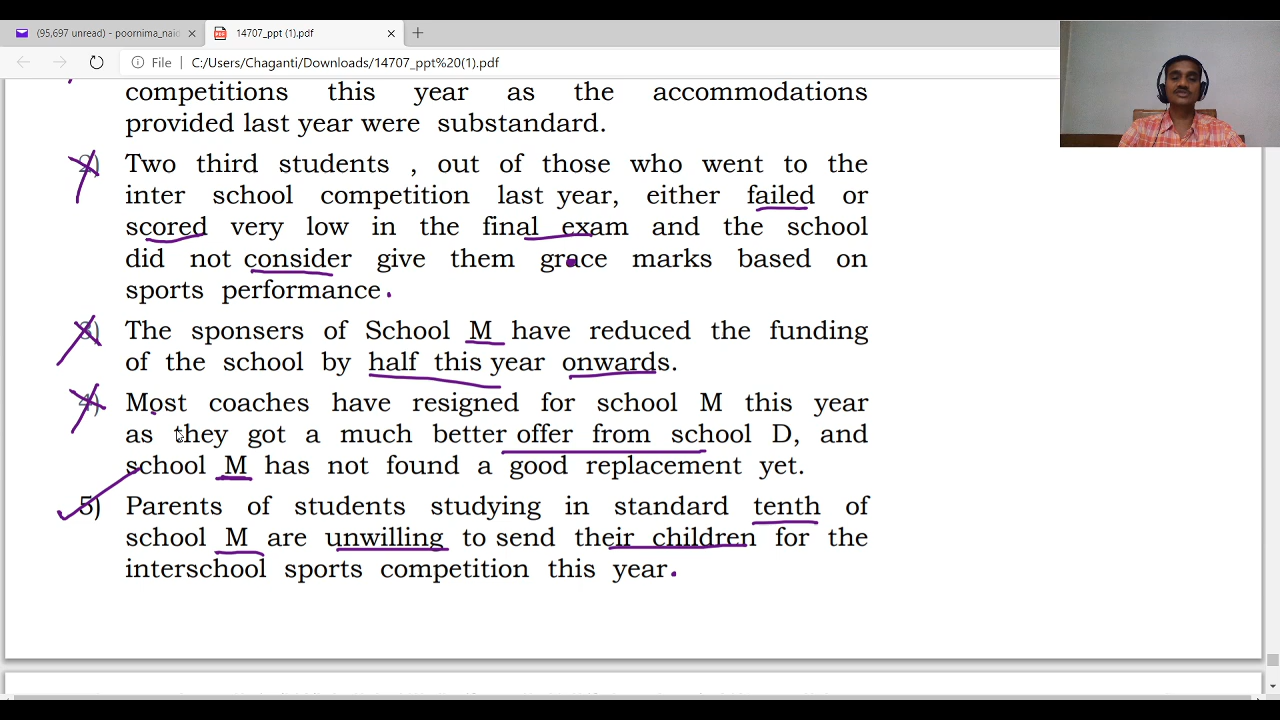 (95,697 unread) - poornima_naid
14707_ppt (1).pdf
File C:/Users/Chaganti/Downloads/14707_ppt%20(1).pdf
competitions this year as the accommodations
provided last year were substandard.
2) Two third students , out of those who went to the
inter school competition last year, either failed or
scored very low in the final exam and the school
did not consider give them grace marks based on
sports performance.
3) The sponsers of School M have reduced the funding
of the school by half this year onwards.
4) Most coaches have resigned for school M this year
as they got a much better offer from school D, and
school M has not found a good replacement yet.
5) Parents of students studying in standard tenth of
school M are unwilling to send their children for the
interschool sports competition this year.